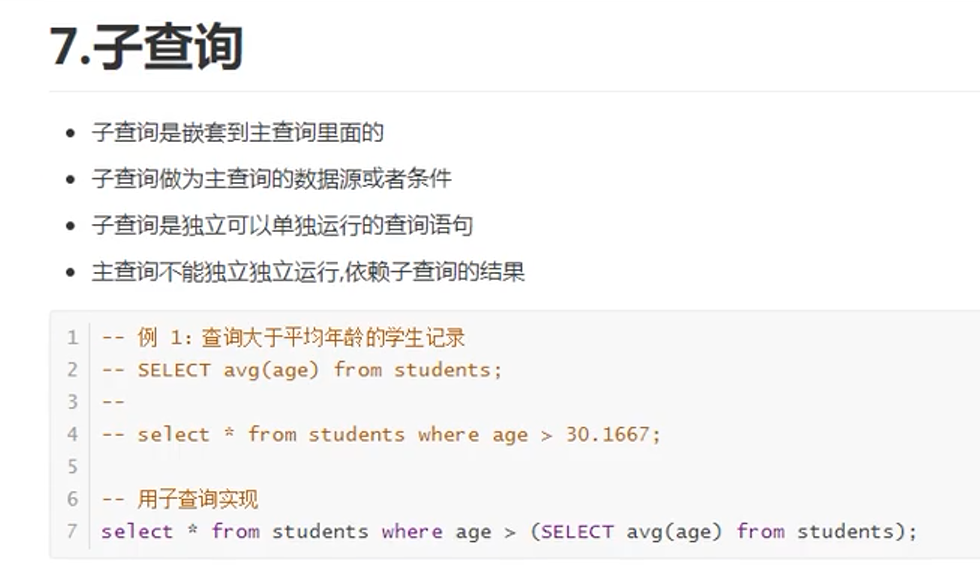 7.子查询
子查询是嵌套到主查询里面的
子查询做为主查询的数据源或者条件
子查询是独立可以单独运行的查询语句
主查询不能独立独立运行,依赖子查询的结果
1 -- 例 1：查询大于平均年龄的学生记录
2 -- SELECT avg(age) from students;
3 --
4 -- select * from students where age > 30.1667;
5
6 -- 用子查询实现
7 select * from students where age > (SELECT avg(age) from students);